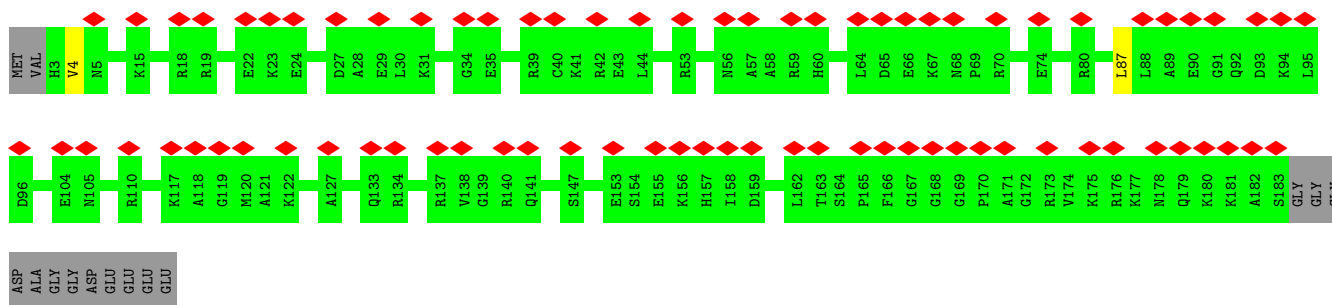 MET VAL H3 V4 N5 K15 R18 R19 E22 K23 E24 D27 A28 E29 L30 K31 G34 E35 R39 C40 K41 R42 E43 L44 R53 N56 A57 A58 R59 H60 L64 D65 E66 K67 N68 P69 R70 E74 R80 L87 L88 A89 E90 G91 Q92 D93 K94 L95
D96 E104 N105 R110 K117 A118 G119 M120 A121 K122 A127 Q133 R134 R137 V138 G139 R140 Q141 S147 E153 S154 E155 K156 H157 I158 D159 L162 T163 S164 P165 F166 G167 G168 G169 P170 A171 G172 R173 V174 K175 R176 K177 N178 Q179 K180 K181 A182 S183 GLY GLY
ASP ALA GLY GLY ASP GLU GLU GLU GLU